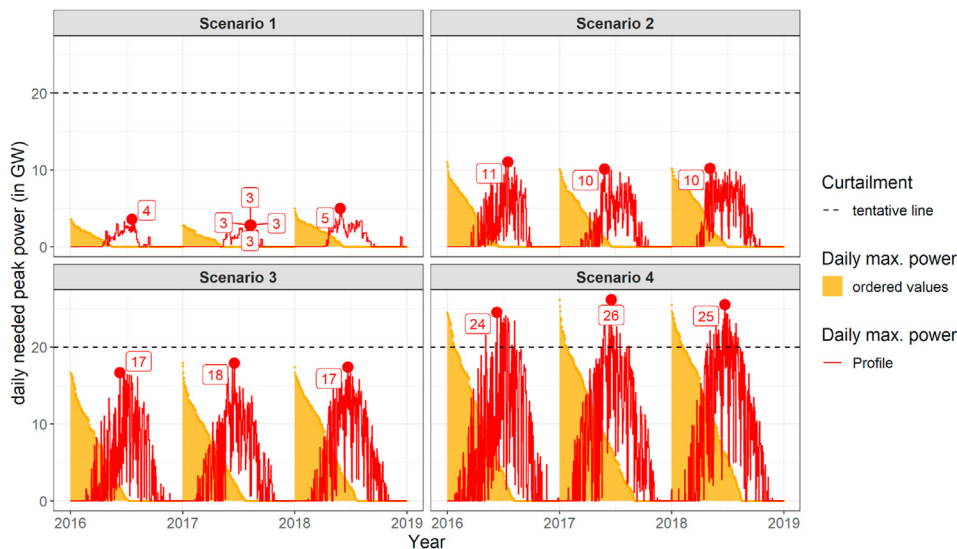 Scenario 1
Scenario 2
daily needed peak power (in GW)
20
10
0
4
3
3
3
3
5
11
10
10
Scenario 3
Scenario 4
20
10
0
17
18
17
24
26
25
2016
2017
2018
2019
2016
2017
2018
2019
Year
Curtailment
tentative line
Daily max. power
ordered values
Daily max. power
Profile